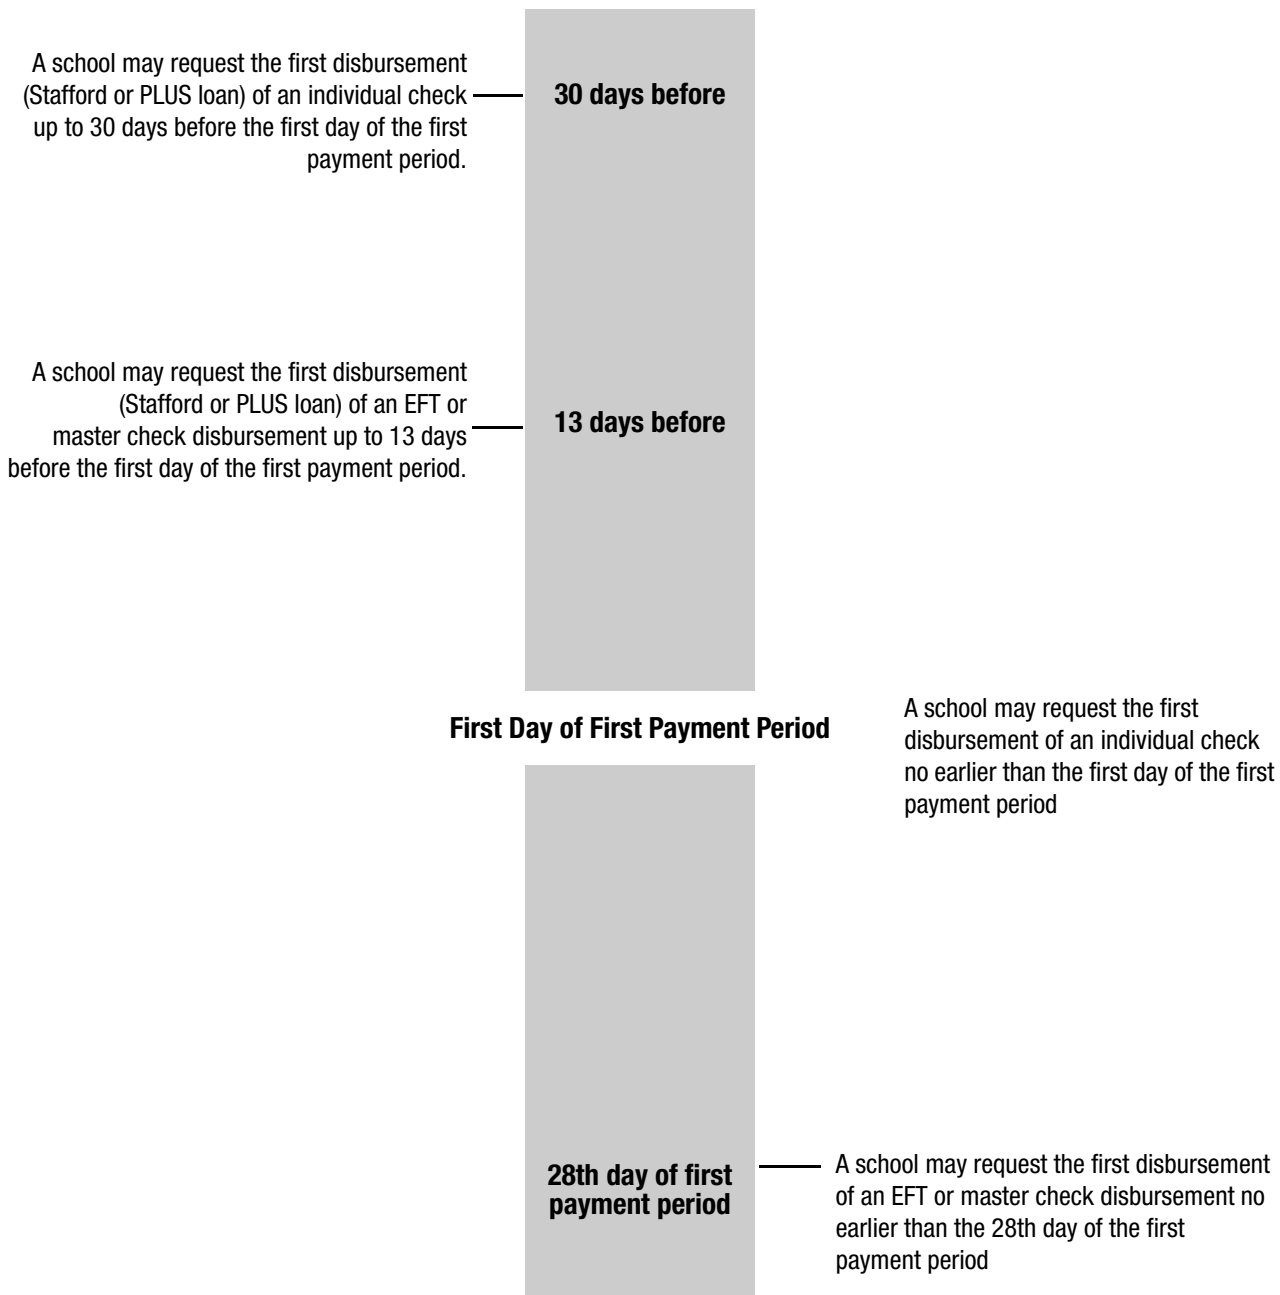 A school may request the first disbursement
(Stafford or PLUS loan) of an individual check
up to 30 days before the first day of the first
payment period.
30 days before
A school may request the first disbursement
(Stafford or PLUS loan) of an EFT or
master check disbursement up to 13 days
before the first day of the first payment period.
13 days before
First Day of First Payment Period
A school may request the first
disbursement of an individual check
no earlier than the first day of the first
payment period
28th day of first
payment period
A school may request the first disbursement
of an EFT or master check disbursement no
earlier than the 28th day of the first
payment period